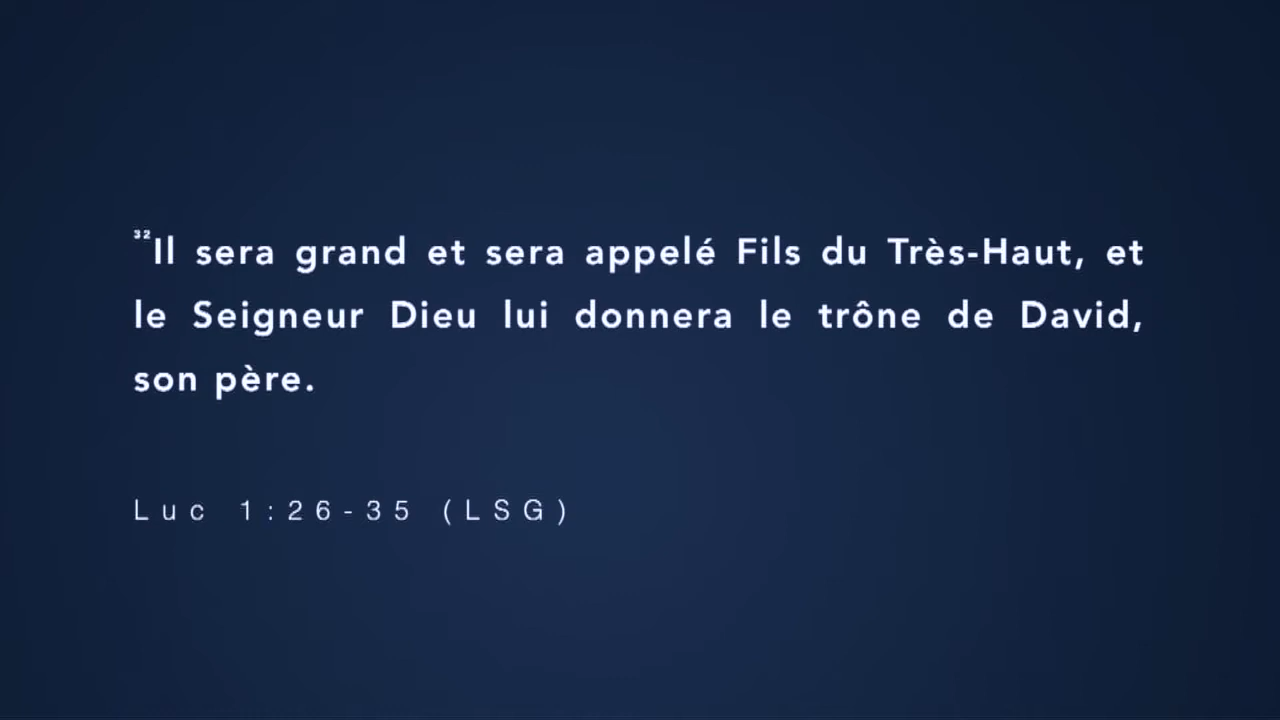 ³²Il sera grand et sera appelé Fils du Très-Haut, et
le Seigneur Dieu lui donnera le trône de David,
son père.
Luc 1:26-35 (LSG)